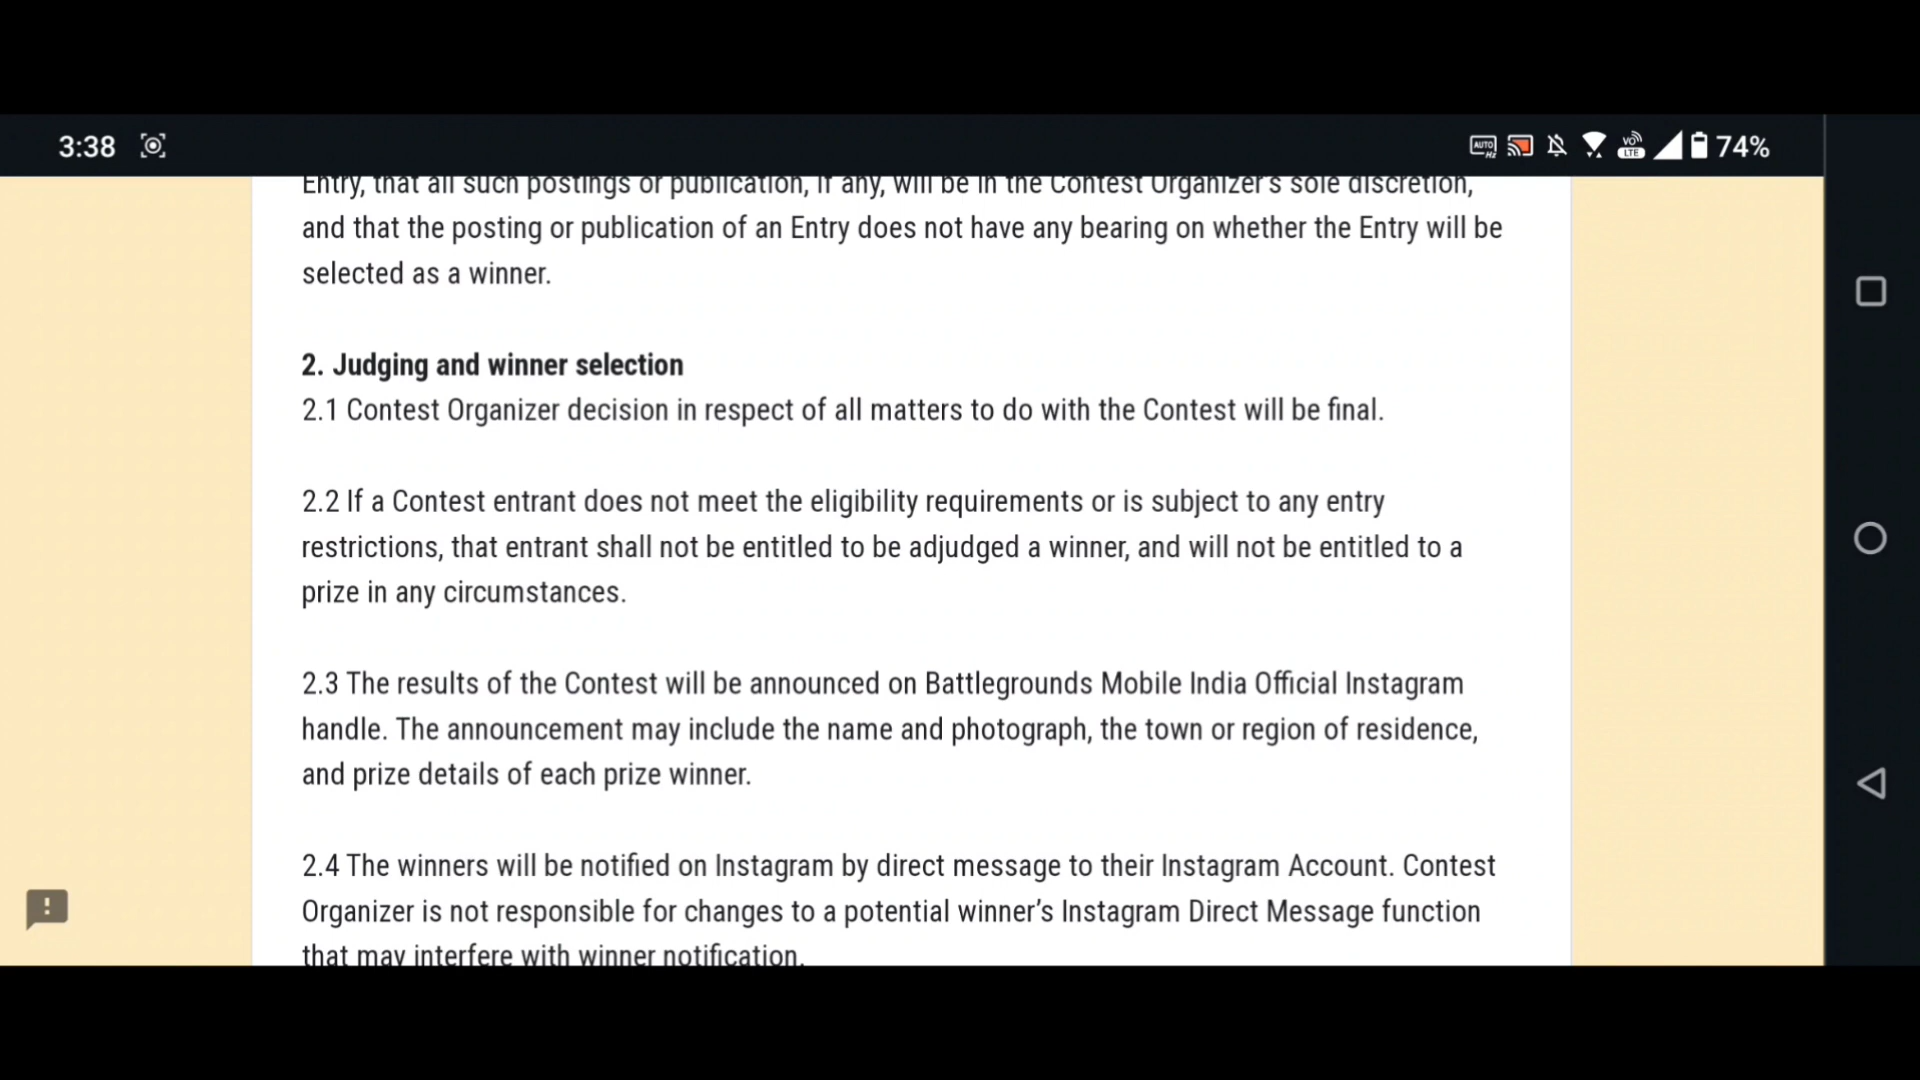 3:38
AUTO Hz
VO LTE
74%
Entry, that all such postings or publication, if any, will be in the Contest Organizer's sole discretion,
and that the posting or publication of an Entry does not have any bearing on whether the Entry will be
selected as a winner.
2. Judging and winner selection
2.1 Contest Organizer decision in respect of all matters to do with the Contest will be final.
2.2 If a Contest entrant does not meet the eligibility requirements or is subject to any entry
restrictions, that entrant shall not be entitled to be adjudged a winner, and will not be entitled to a
prize in any circumstances.
2.3 The results of the Contest will be announced on Battlegrounds Mobile India Official Instagram
handle. The announcement may include the name and photograph, the town or region of residence,
and prize details of each prize winner.
2.4 The winners will be notified on Instagram by direct message to their Instagram Account. Contest
Organizer is not responsible for changes to a potential winner’s Instagram Direct Message function
that may interfere with winner notification.